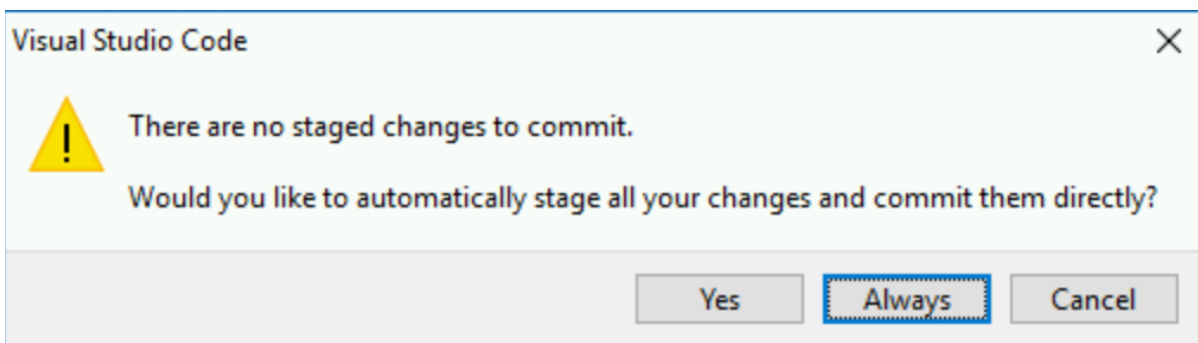 Visual Studio Code
There are no staged changes to commit.
Would you like to automatically stage all your changes and commit them directly?
Yes Always Cancel